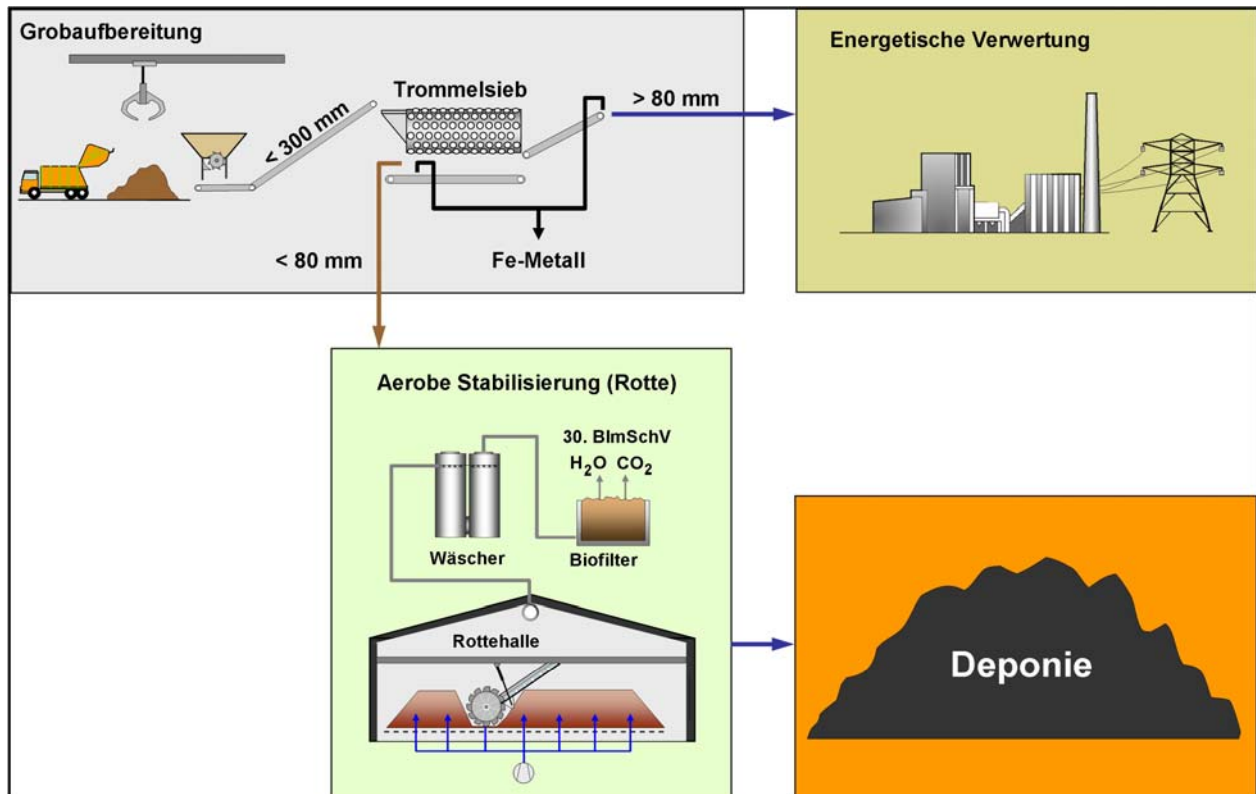 Grobaufbereitung
Trommelsieb
< 300 mm
> 80 mm
< 80 mm
Fe-Metall
Energetische Verwertung
Aerobe Stabilisierung (Rotte)
30. BImSchV
H₂O CO₂
Wäscher
Biofilter
Rottehalle
Deponie